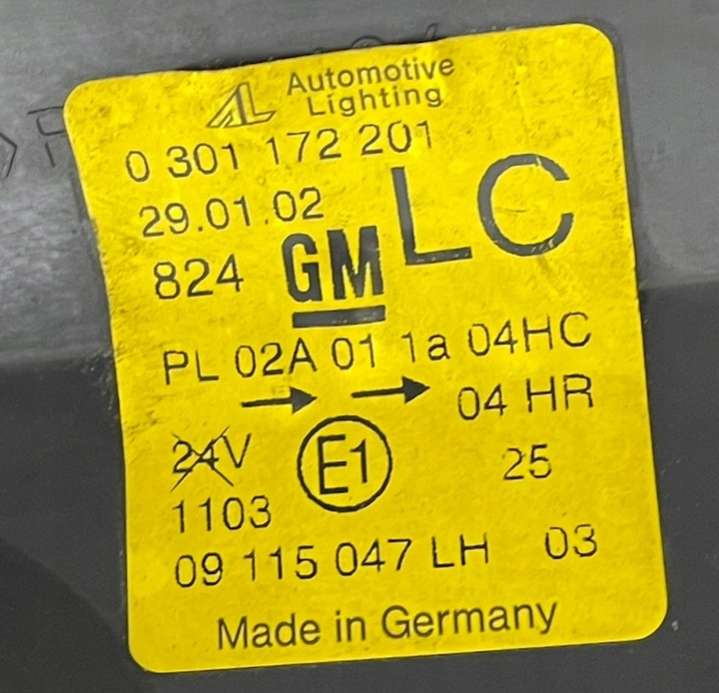 AL Automotive
Lighting
0 301 172 201
29.01.02 LC
824 GM
PL 02A 01 1a 04HC
→ → 04 HR
24V E1 25
1103
09 115 047 LH 03
Made in Germany